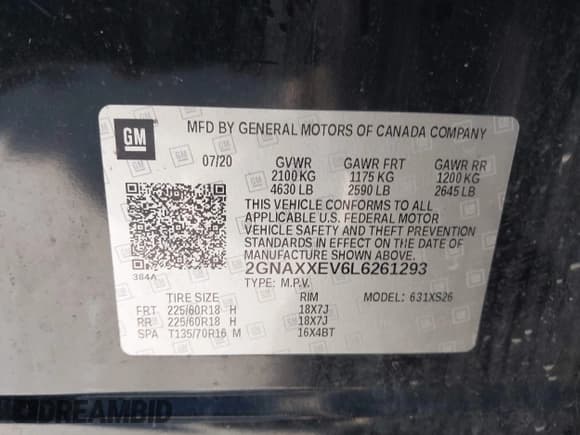 GM
MFD BY GENERAL MOTORS OF CANADA COMPANY
07/20 GVWR GAWR FRT GAWR RR
2100 KG 1175 KG 1200 KG
4630 LB 2590 LB 2645 LB
THIS VEHICLE CONFORMS TO ALL
APPLICABLE U.S. FEDERAL MOTOR
VEHICLE SAFETY AND THEFT PREVENTION
STANDARDS IN EFFECT ON THE DATE OF
MANUFACTURE SHOWN ABOVE.
384A
2GNAXXEV6L6261293
TYPE: M.P.V.
TIRE SIZE RIM MODEL: 631XS26
FRT 225/60R18 H 18X7J
RR 225/60R18 H 18X7J
SPA T135/70R16 M 16X4BT
DREAMBID